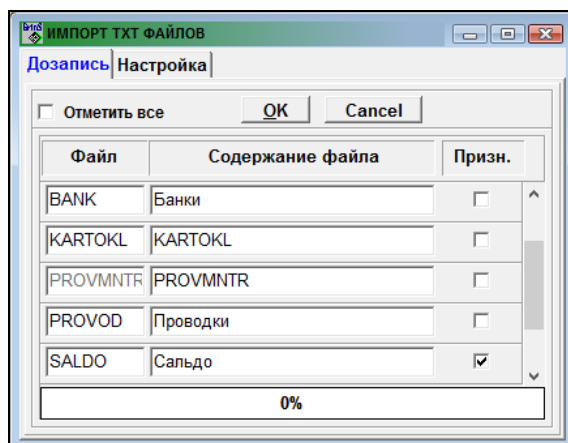 ИМПОРТ TXT ФАЙЛОВ
Дозапись Настройка
Отметить все OK Cancel
Файл Содержание файла Призн.
BANK Банки
KARTOKL KARTOKL
PROVMNTR PROVMNTR
PROVOD Проводки
SALDO Сальдо
0%